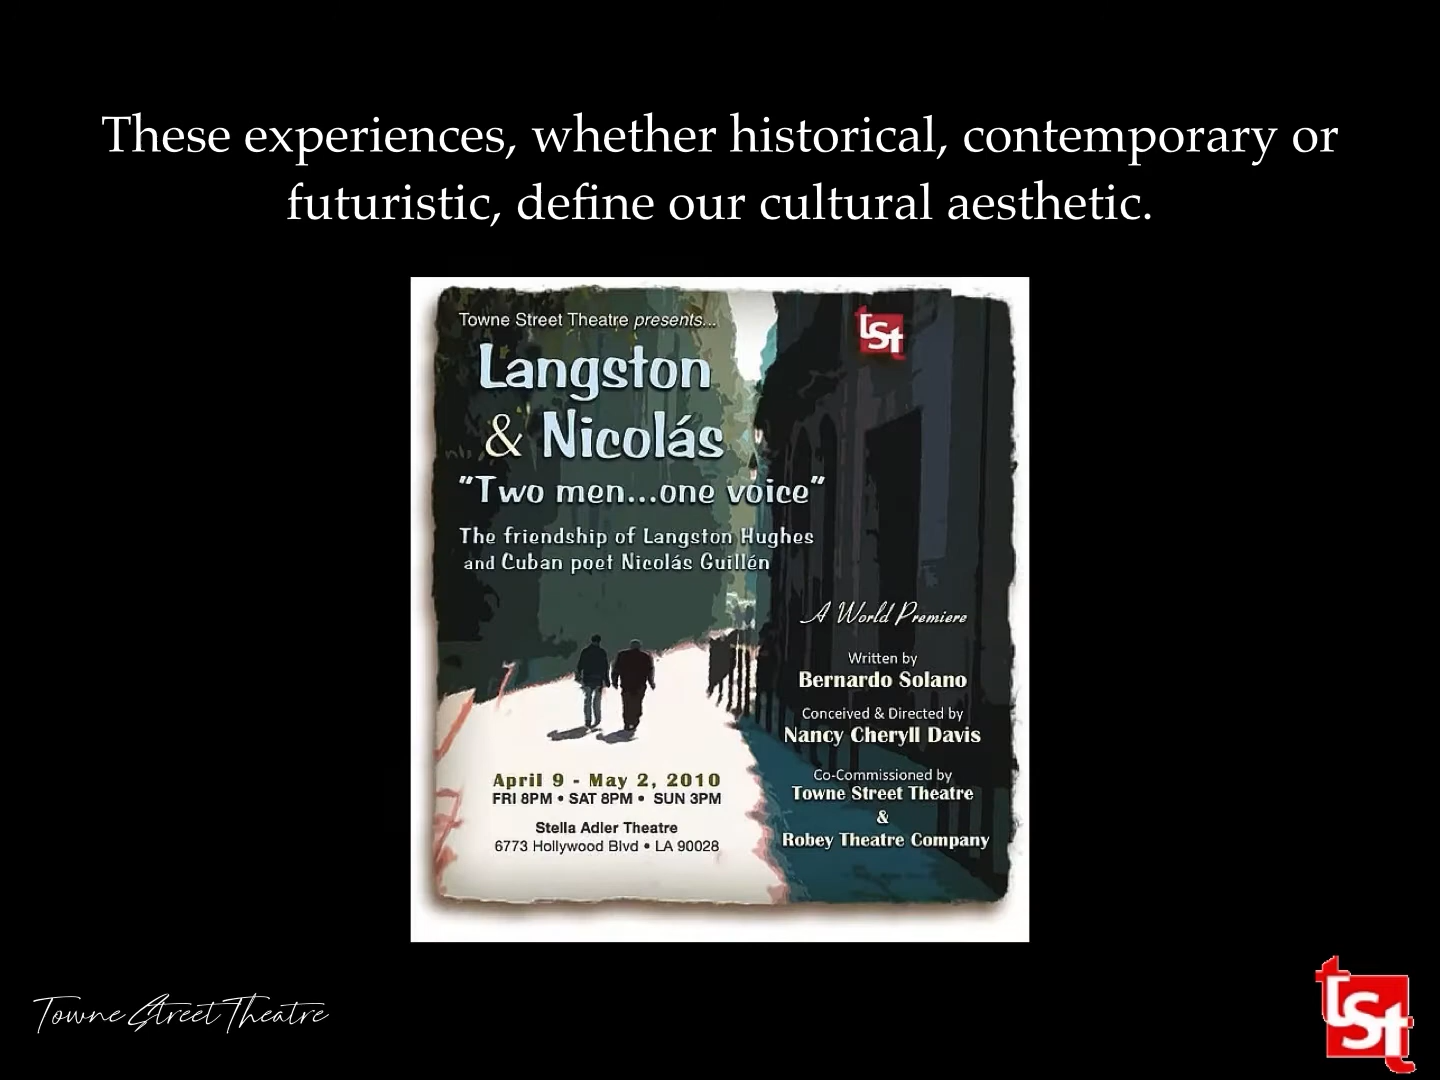 These experiences, whether historical, contemporary or
futuristic, define our cultural aesthetic.
Towne Street Theatre presents...
tst
Langston
& Nicolás
"Two men...one voice"
The friendship of Langston Hughes
and Cuban poet Nicolás Guillén
A World Premiere
Written by
Bernardo Solano
Conceived & Directed by
Nancy Cheryll Davis
Co-Commissioned by
Towne Street Theatre
&
Robey Theatre Company
April 9 - May 2, 2010
FRI 8PM • SAT 8PM • SUN 3PM
Stella Adler Theatre
6773 Hollywood Blvd • LA 90028
Towne Street Theatre
tst